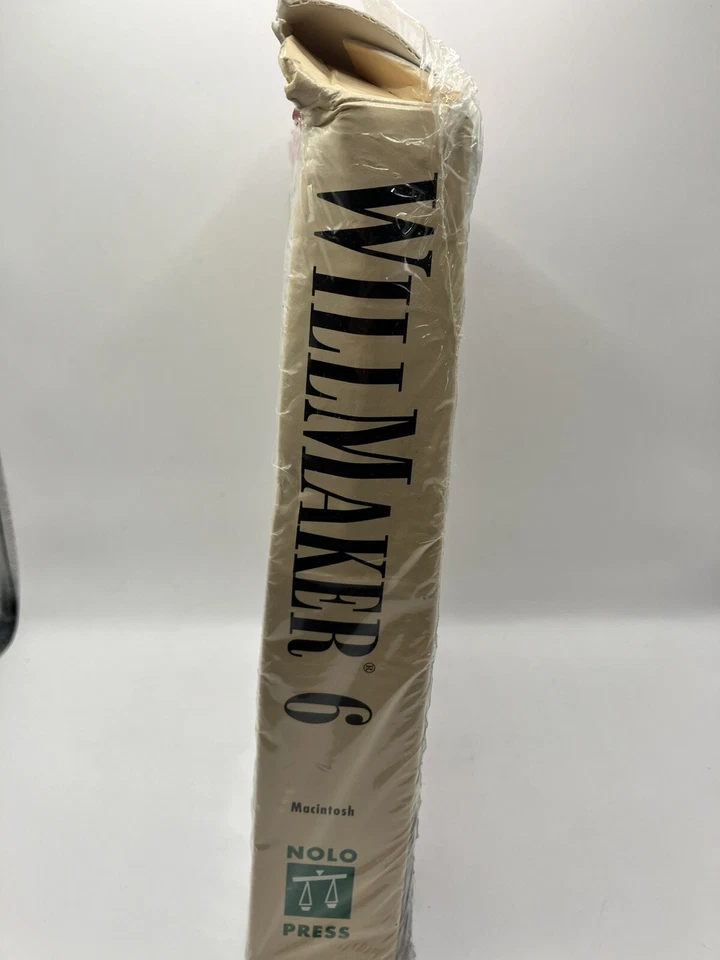 WILLMAKER® 6
Macintosh
NOLO
PRESS